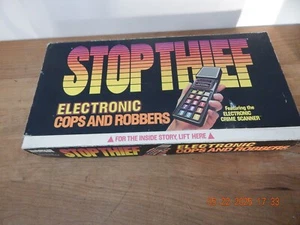 STOP THIEF
ELECTRONIC
COPS AND ROBBERS
Featuring the
ELECTRONIC
CRIME SCANNER
▲ FOR THE INSIDE STORY, LIFT HERE ▲
STOP THIEF
ELECTRONIC
COPS AND ROBBERS